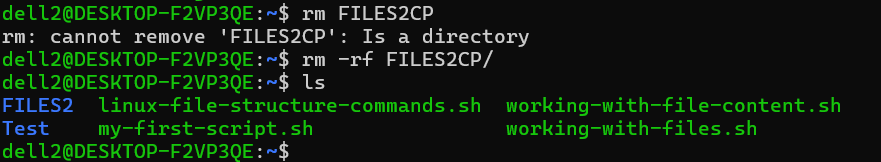 dell2@DESKTOP-F2VP3QE:~$ rm FILES2CP
rm: cannot remove 'FILES2CP': Is a directory
dell2@DESKTOP-F2VP3QE:~$ rm -rf FILES2CP/
dell2@DESKTOP-F2VP3QE:~$ ls
FILES2  linux-file-structure-commands.sh  working-with-file-content.sh
Test    my-first-script.sh                working-with-files.sh
dell2@DESKTOP-F2VP3QE:~$